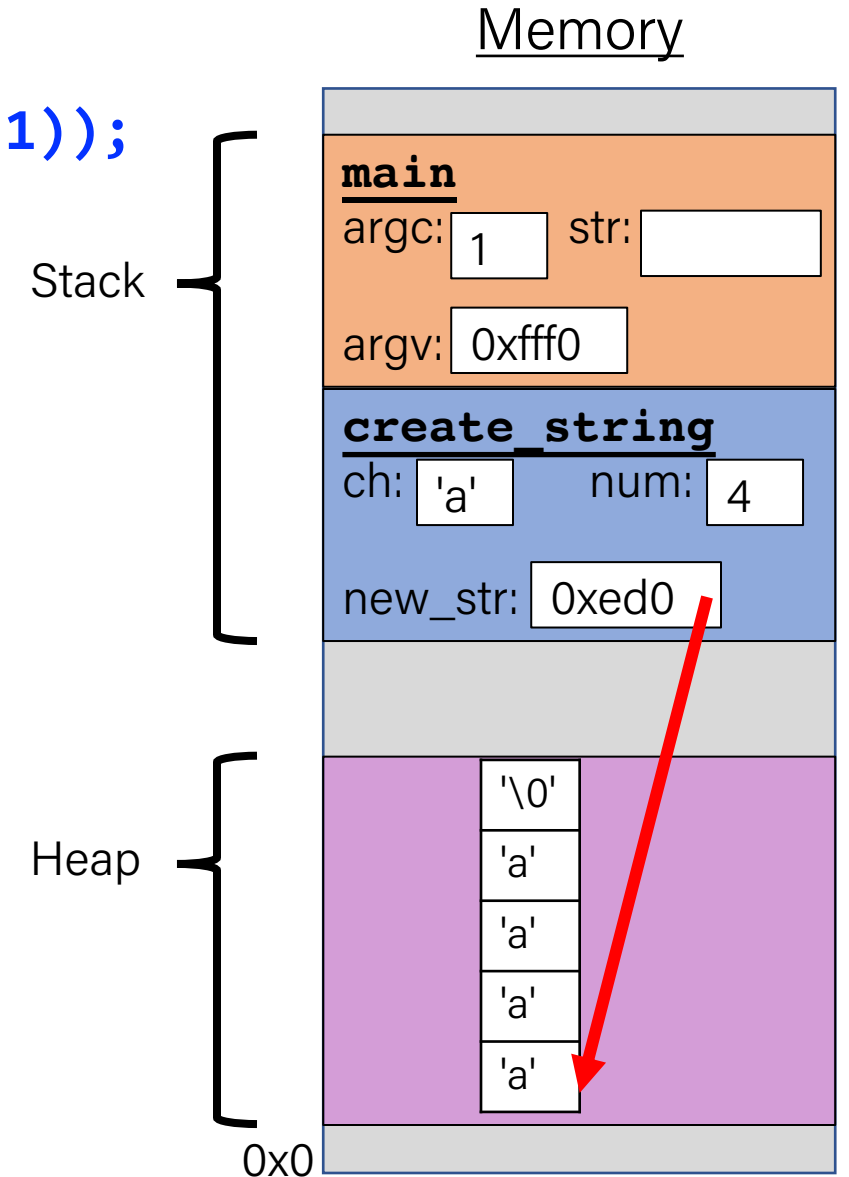 Memory
1));
main
argc: 1 str:
Stack
argv: 0xfff0
create_string
ch: 'a' num: 4
new_str: 0xed0
'\0'
Heap
'a'
'a'
'a'
'a'
0x0